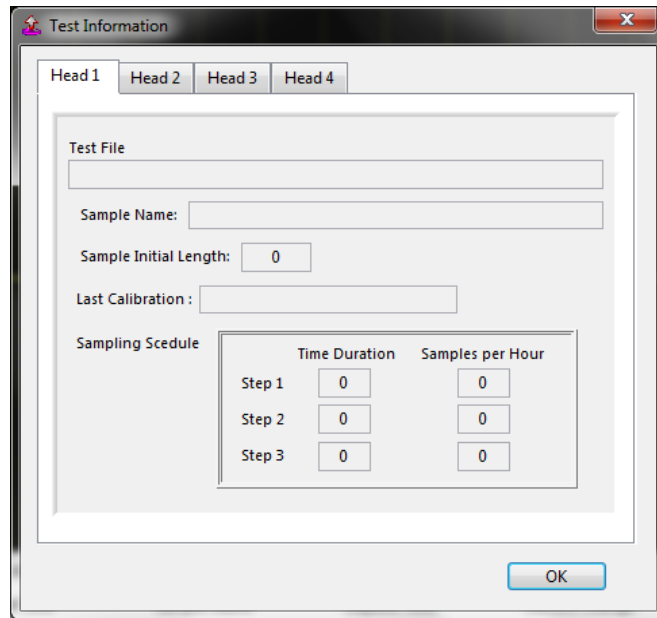 Test Information
Head 1 Head 2 Head 3 Head 4
Test File
Sample Name:
Sample Initial Length: 0
Last Calibration :
Sampling Scedule
Time Duration Samples per Hour
Step 1 0 0
Step 2 0 0
Step 3 0 0
OK